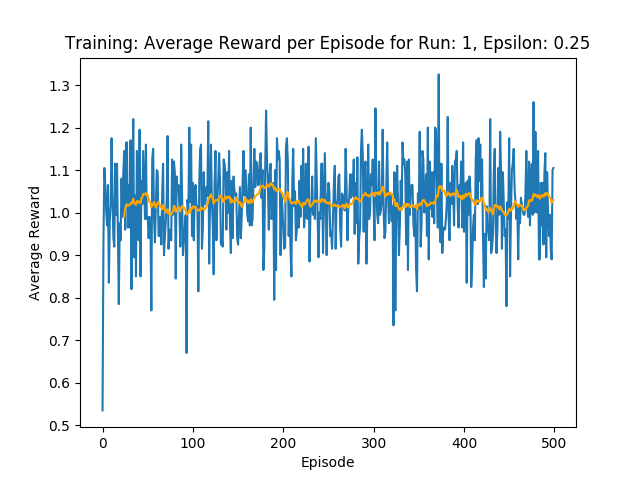 Training: Average Reward per Episode for Run: 1, Epsilon: 0.25
1.3
1.2
1.1
1.0
0.9
0.8
0.7
0.6
0.5
Average Reward
0 100 200 300 400 500
Episode